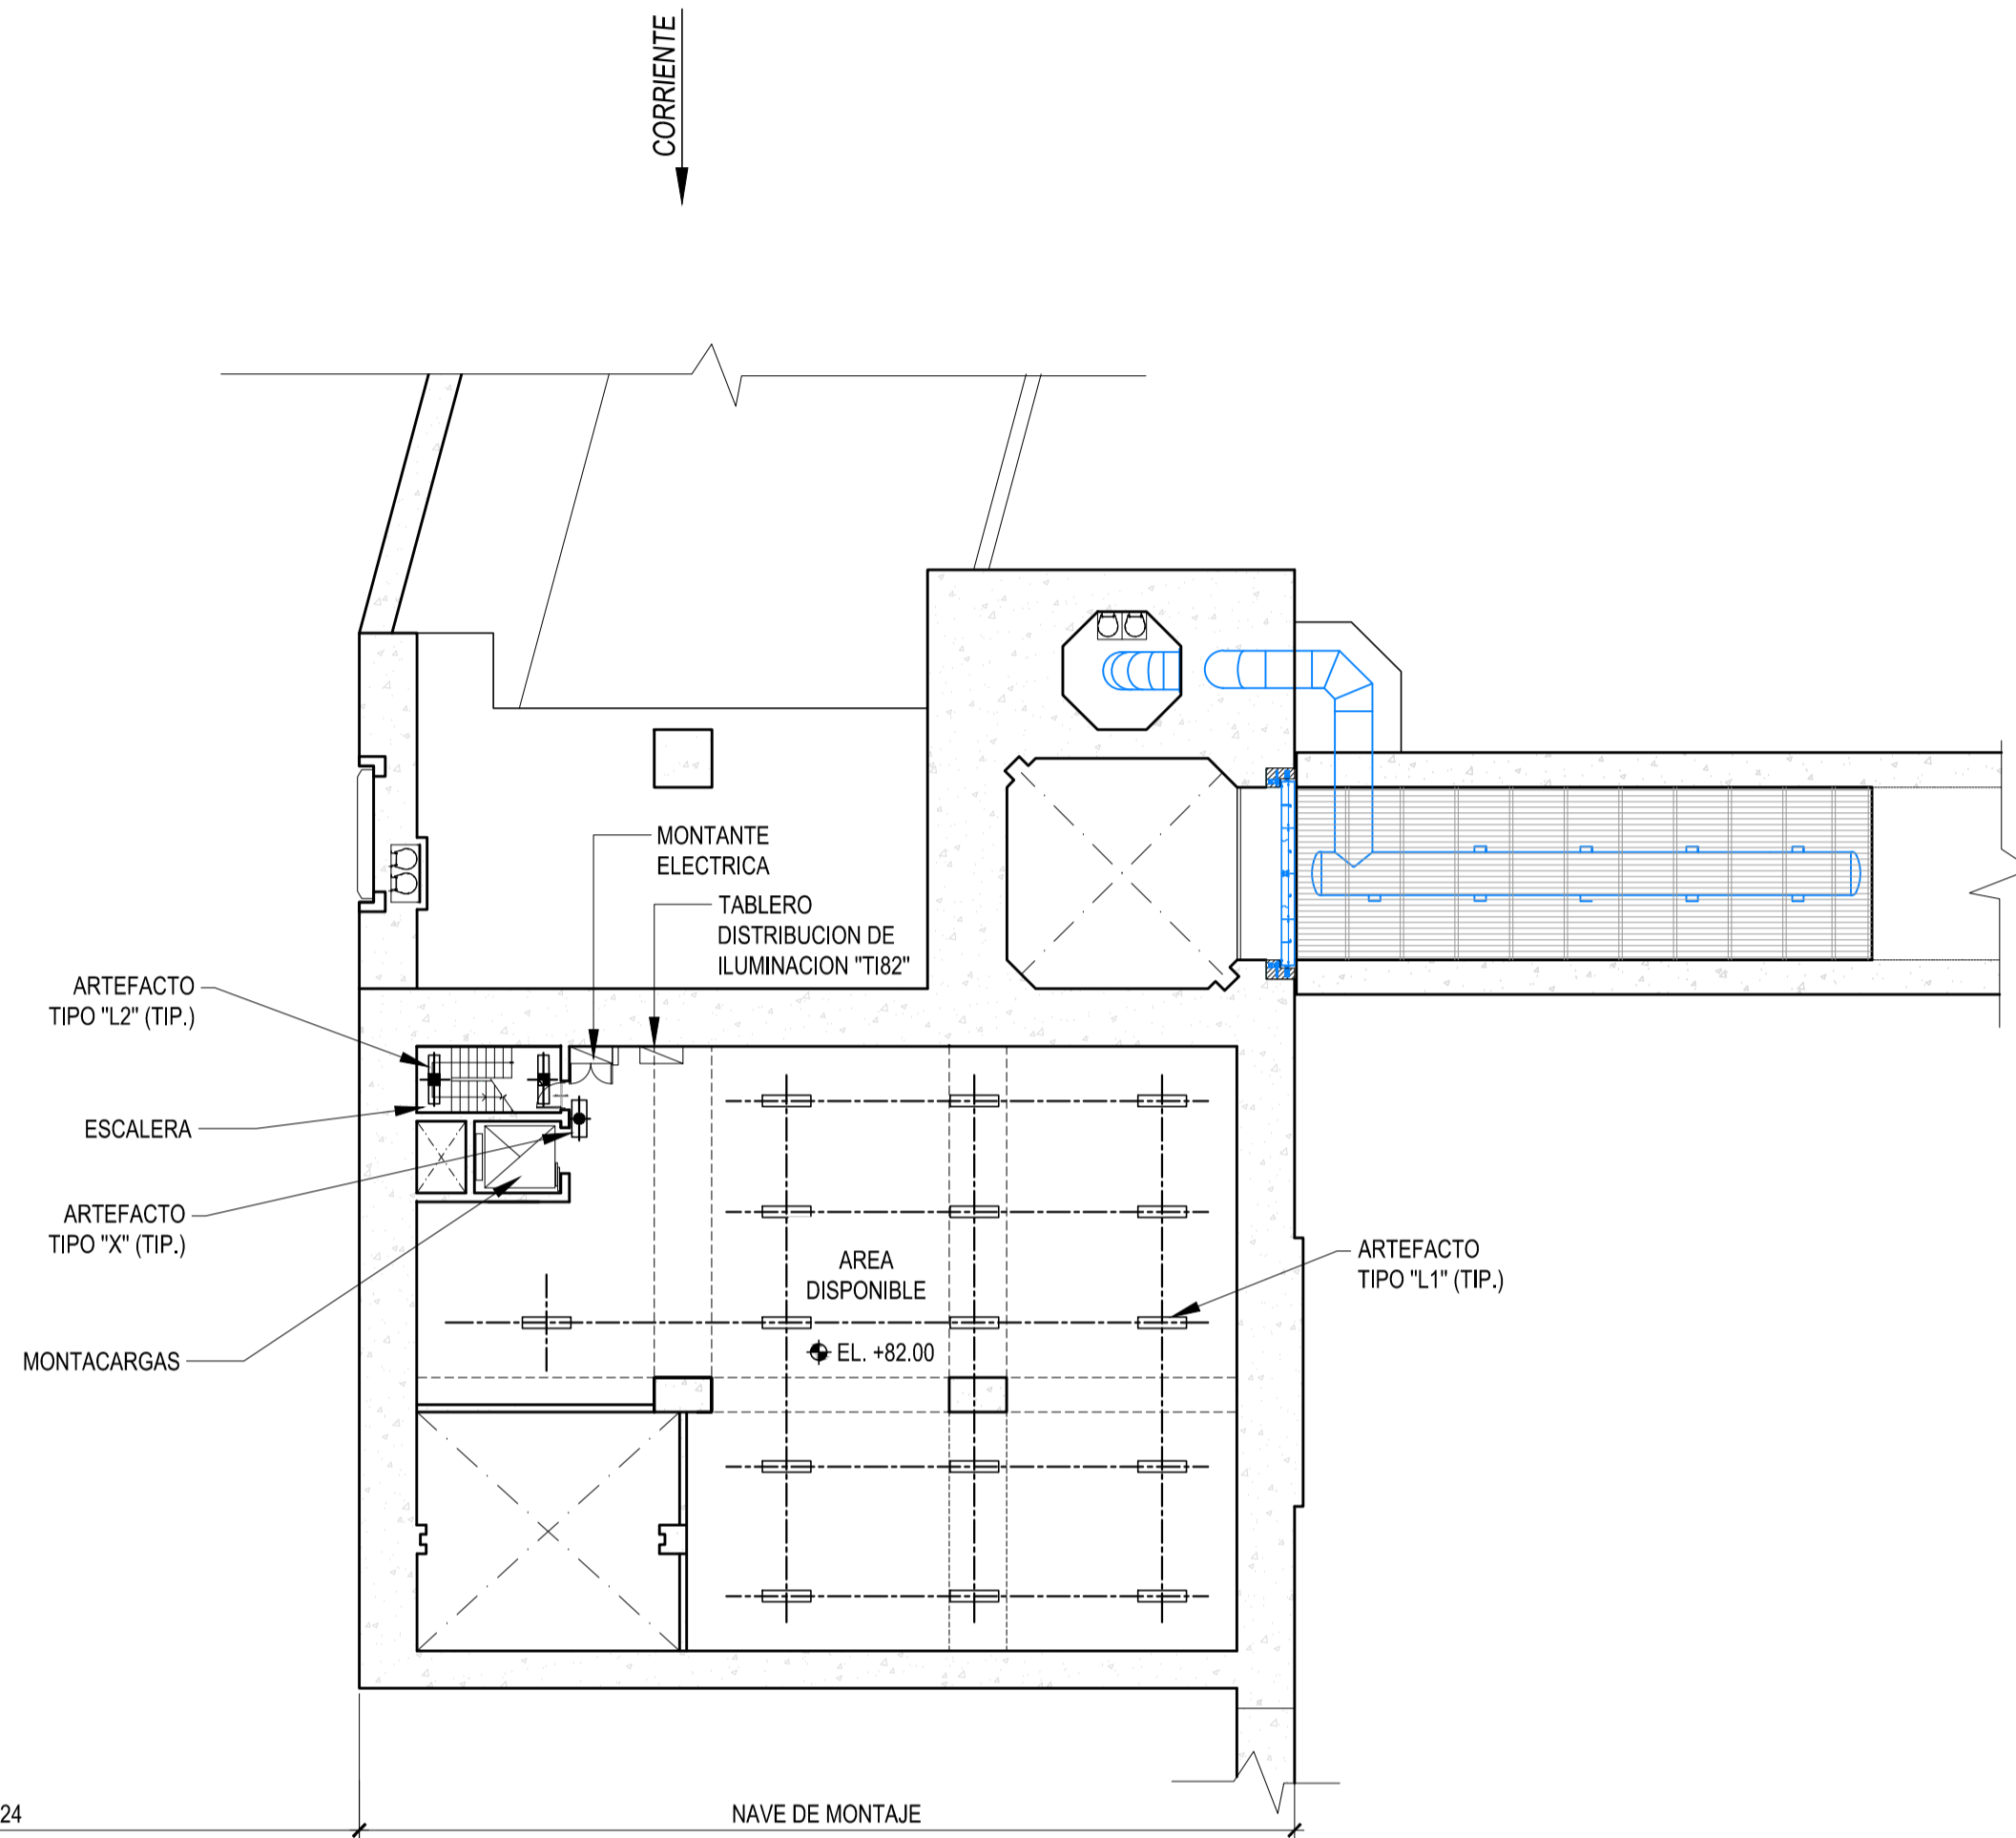 CORRIENTE
MONTANTE
ELECTRICA
TABLERO
DISTRIBUCION DE
ILUMINACION "TI82"
ARTEFACTO
TIPO "L2" (TIP.)
ESCALERA
ARTEFACTO
TIPO "X" (TIP.)
MONTACARGAS
AREA
DISPONIBLE
EL. +82.00
ARTEFACTO
TIPO "L1" (TIP.)
24
NAVE DE MONTAJE